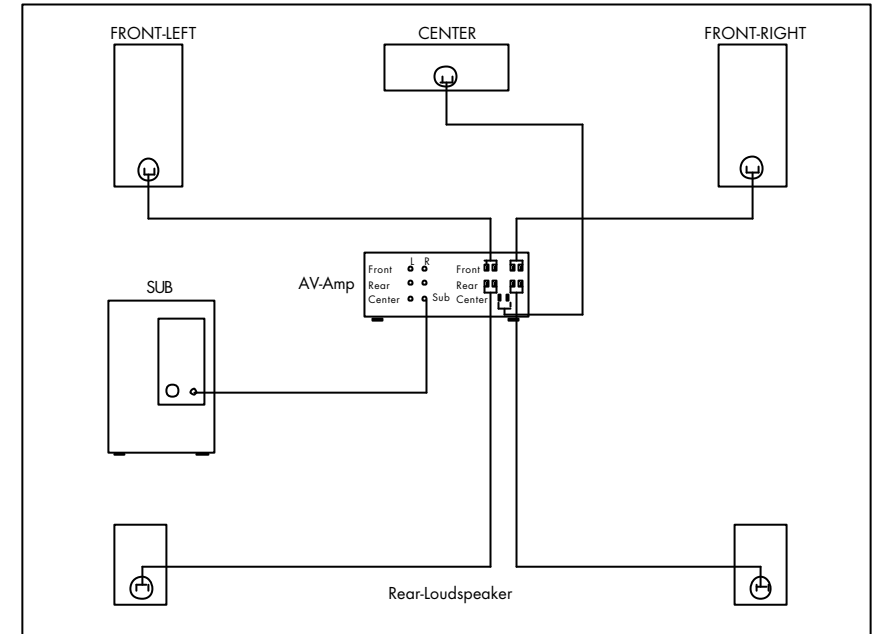 FRONT-LEFT
CENTER
FRONT-RIGHT
AV-Amp
L R
Front
Rear
Center
Sub
Front
Rear
Center
SUB
Rear-Loudspeaker